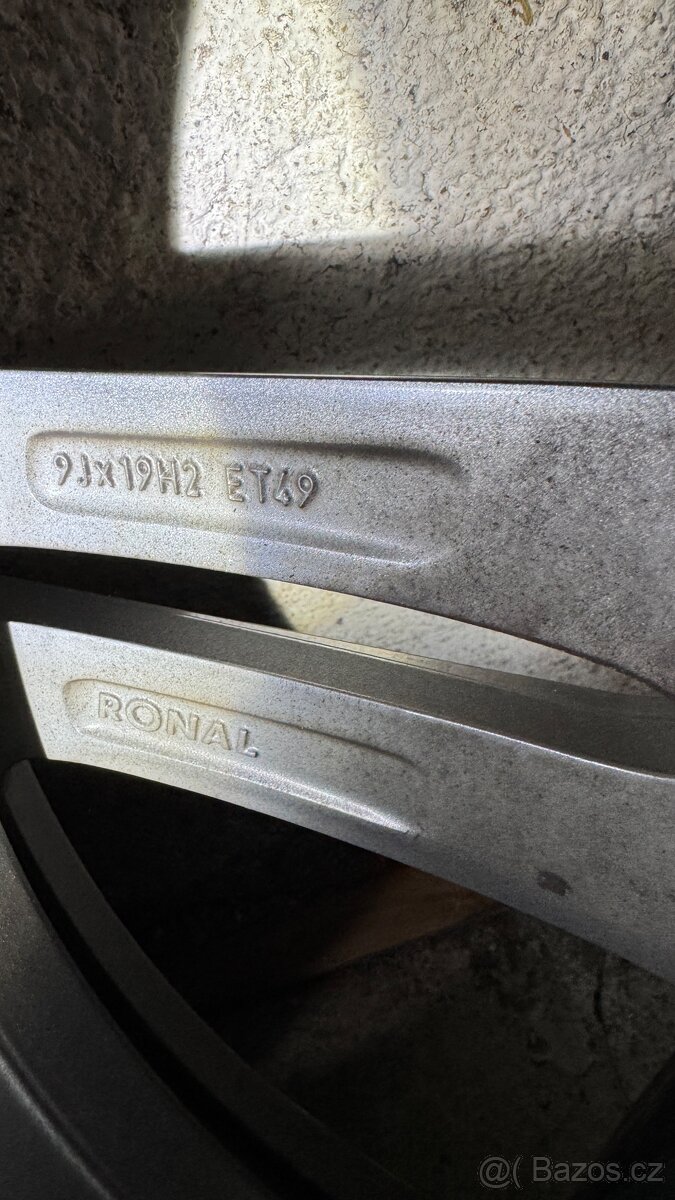 9Jx19H2 ET49
RONAL
@( Bazos.cz